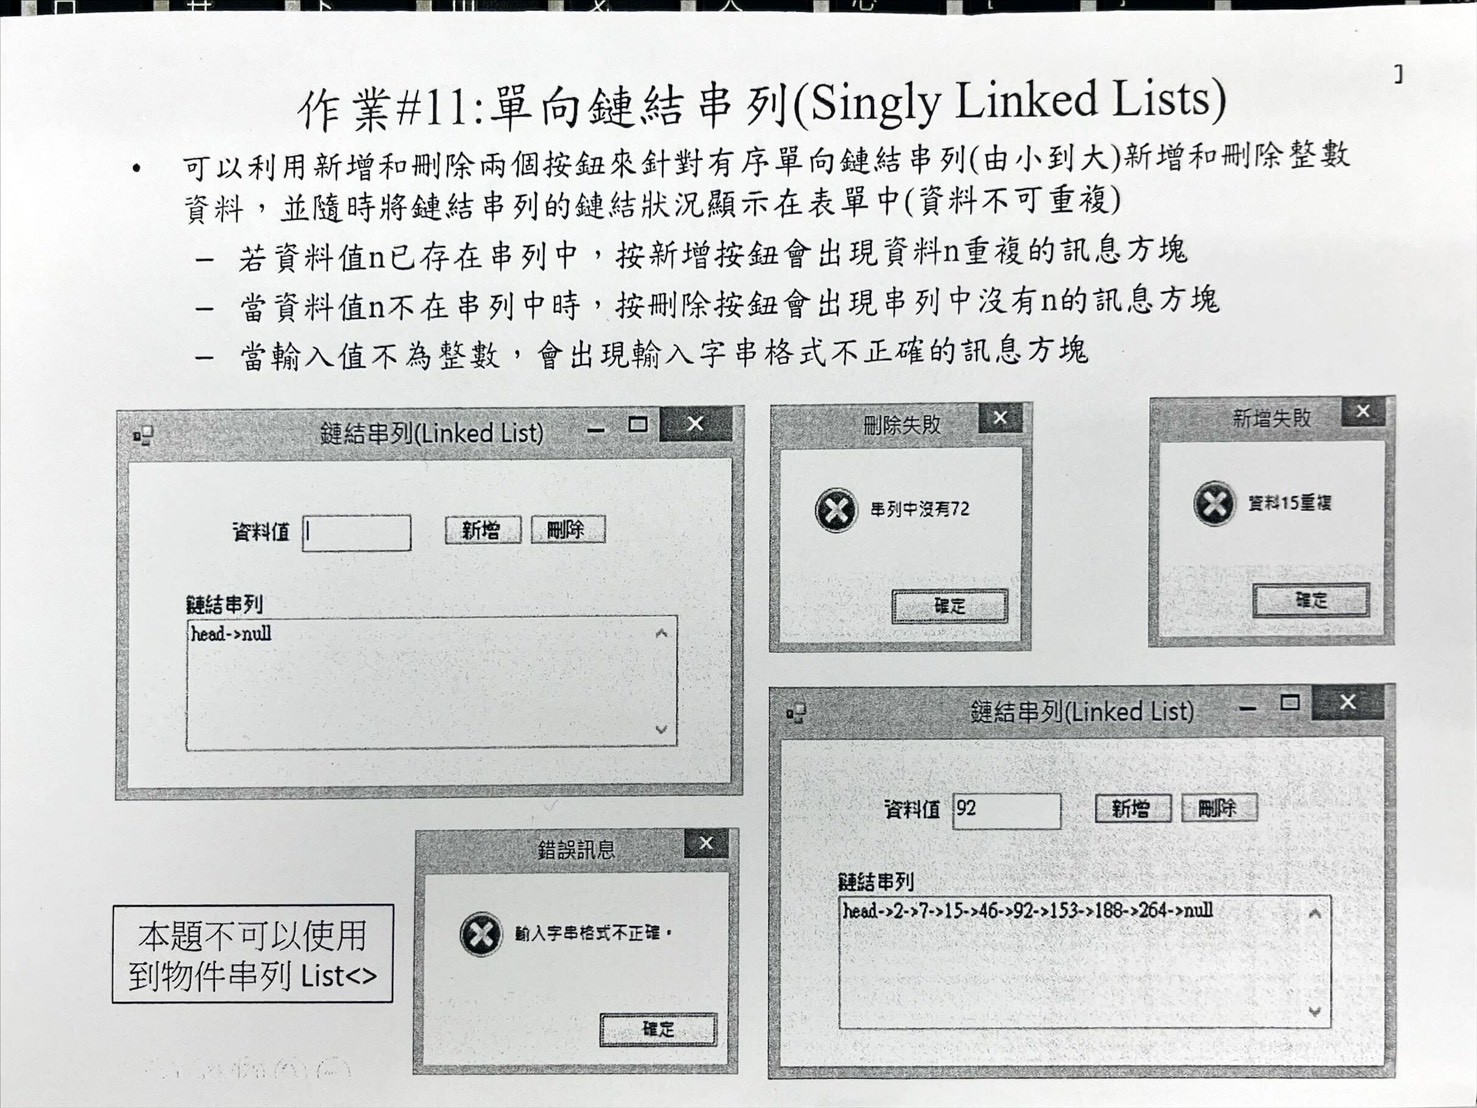 作業#11:單向鏈結串列(Singly Linked Lists)
• 可以利用新增和刪除兩個按鈕來針對有序單向鏈結串列(由小到大)新增和刪除整數
資料，並隨時將鏈結串列的鏈結狀況顯示在表單中(資料不可重複)
– 若資料值n已存在串列中，按新增按鈕會出現資料n重複的訊息方塊
– 當資料值n不在串列中時，按刪除按鈕會出現串列中沒有n的訊息方塊
– 當輸入值不為整數，會出現輸入字串格式不正確的訊息方塊
鏈結串列(Linked List)
資料值 新增 刪除
鏈結串列
head->null
刪除失敗
串列中沒有72
確定
新增失敗
資料15重複
確定
本題不可以使用
到物件串列 List<>
錯誤訊息
輸入字串格式不正確。
確定
鏈結串列(Linked List)
資料值 92 新增 刪除
鏈結串列
head->2->7->15->46->92->153->188->264->null